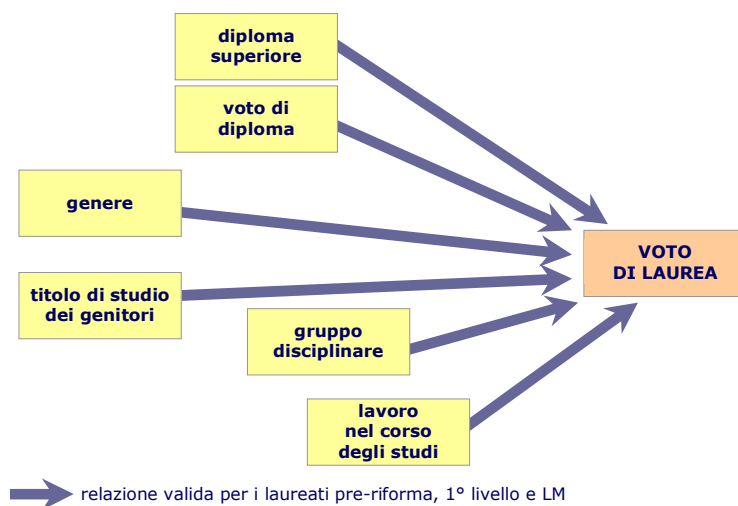 diploma
superiore
voto di
diploma
genere
VOTO
DI LAUREA
titolo di studio
dei genitori
gruppo
disciplinare
lavoro
nel corso
degli studi
relazione valida per i laureati pre-riforma, 1° livello e LM